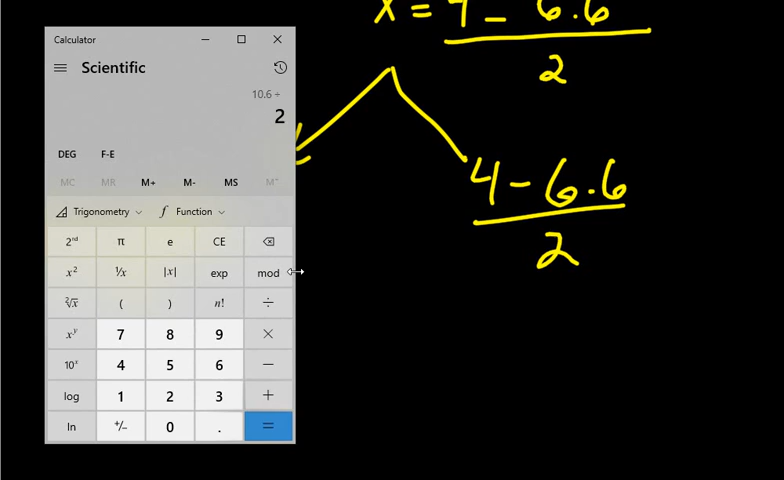 x = 4 - 6.6
2
Calculator
Scientific
10.6 ÷
2
DEG F-E
MC MR M+ M- MS M˅
Trigonometry f Function
2ⁿᵈ π e CE
x² ¹/x |x| exp mod
²√x ( ) n! ÷
xʸ 7 8 9 ×
10ˣ 4 5 6 −
log 1 2 3 +
ln +/− 0 . =
4 - 6.6
2